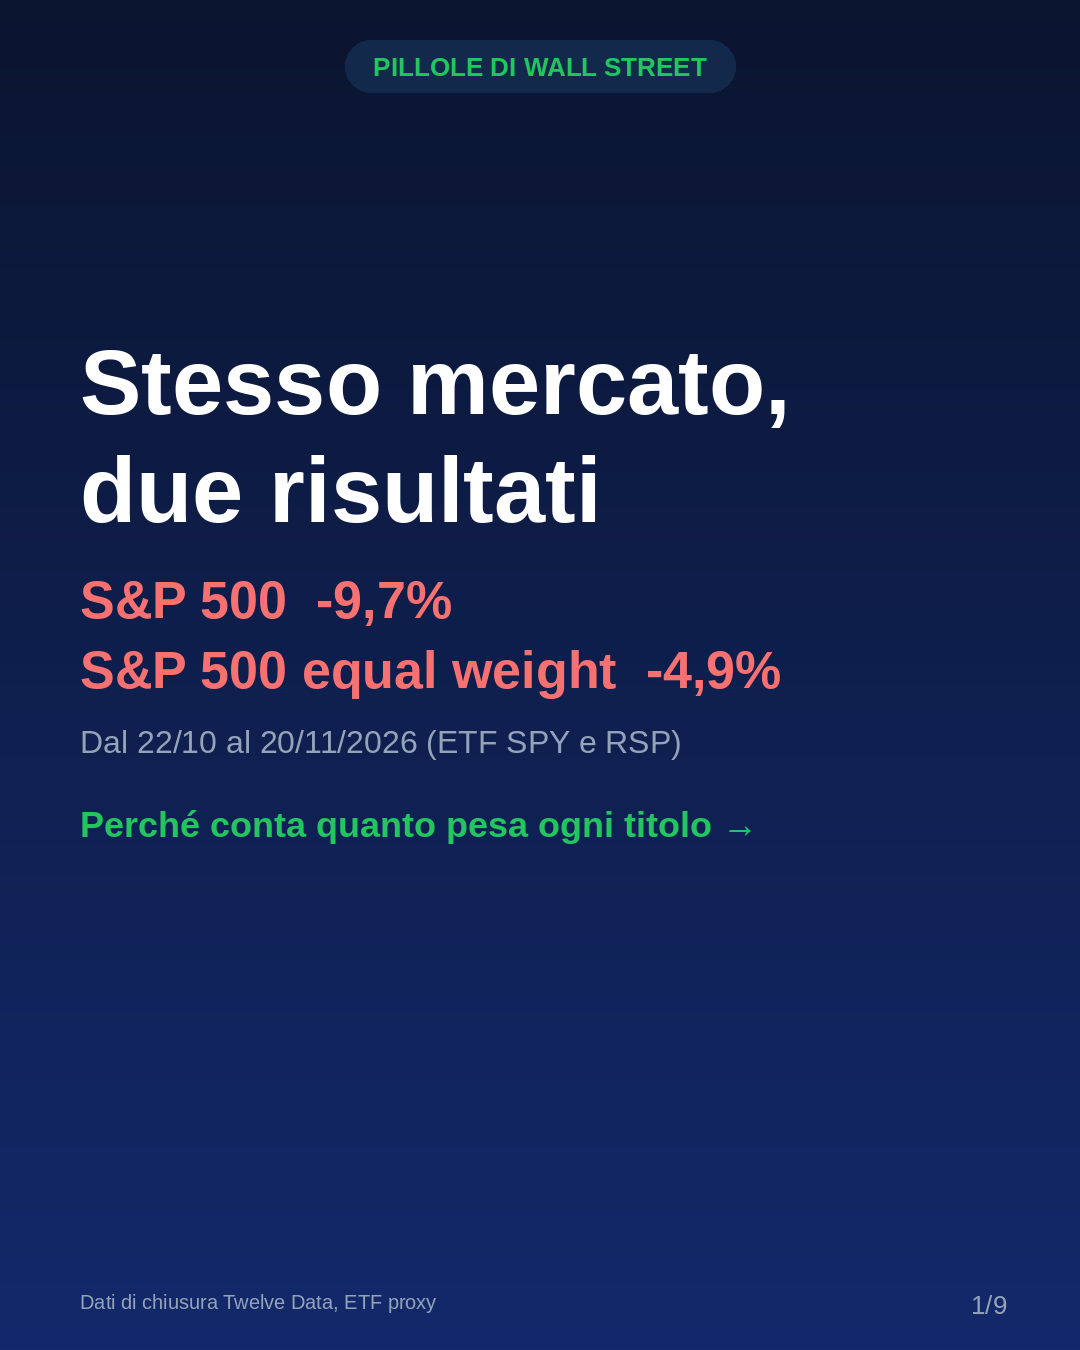 PILLOLE DI WALL STREET
Stesso mercato,
due risultati
S&P 500  -9,7%
S&P 500 equal weight  -4,9%
Dal 22/10 al 20/11/2026 (ETF SPY e RSP)
Perché conta quanto pesa ogni titolo →
Dati di chiusura Twelve Data, ETF proxy
1/9